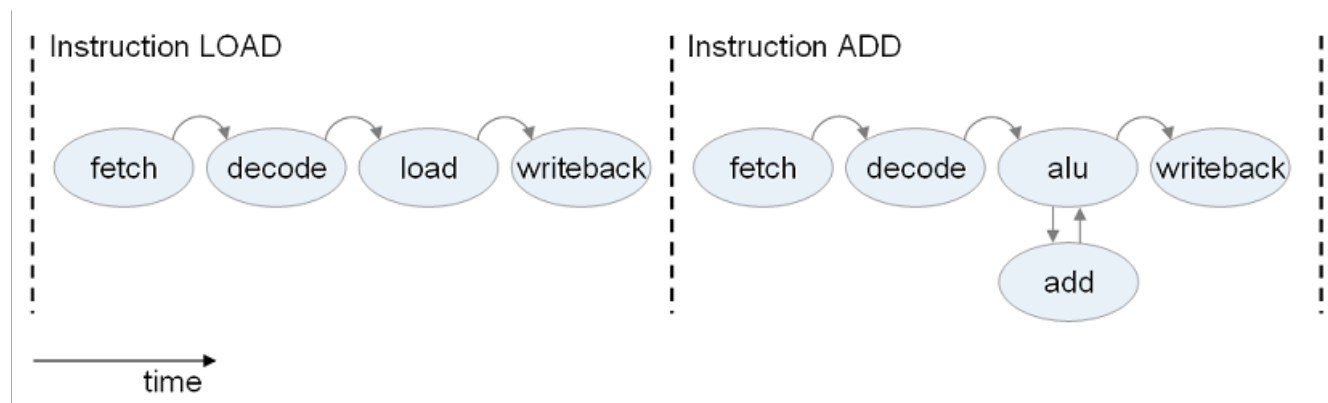 Instruction LOAD
fetch
decode
load
writeback
Instruction ADD
fetch
decode
alu
writeback
add
time